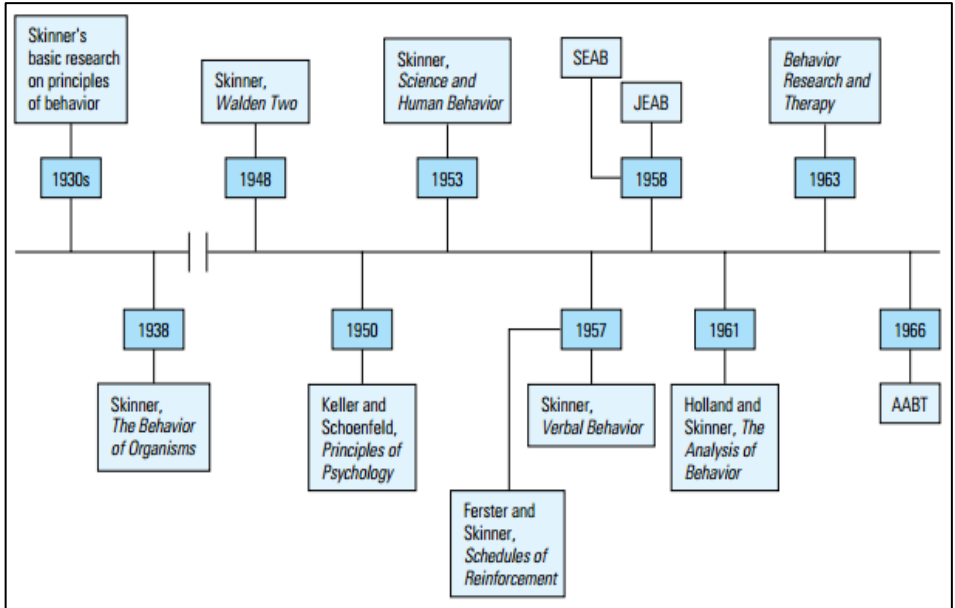 Skinner's
basic research
on principles
of behavior
Skinner,
Walden Two
Skinner,
Science and
Human Behavior
SEAB
JEAB
Behavior
Research and
Therapy
1930s
1948
1953
1958
1963
1938
1950
1957
1961
1966
Skinner,
The Behavior
of Organisms
Keller and
Schoenfeld,
Principles of
Psychology
Skinner,
Verbal Behavior
Holland and
Skinner, The
Analysis of
Behavior
AABT
Ferster and
Skinner,
Schedules of
Reinforcement